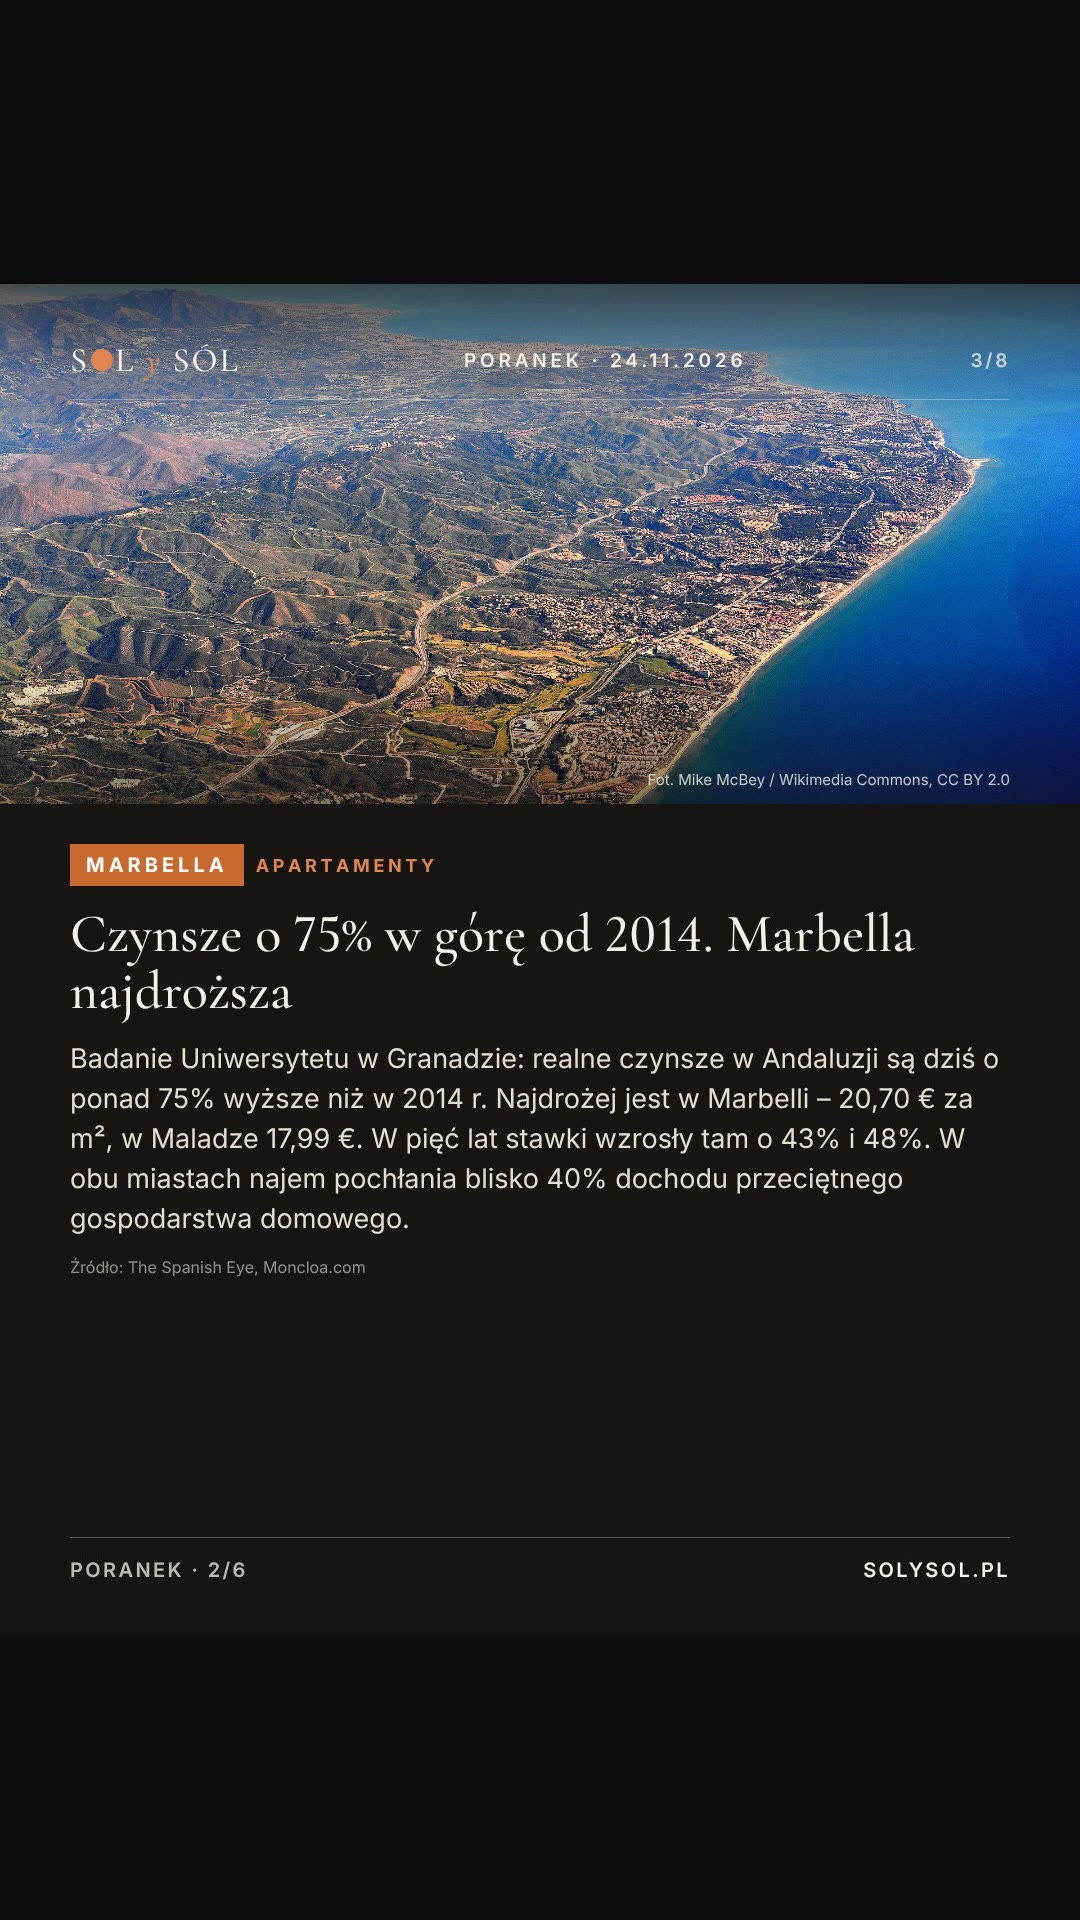 SOL y SÓL
PORANEK · 24.11.2026
3/8
Fot. Mike McBey / Wikimedia Commons, CC BY 2.0
MARBELLA
APARTAMENTY
Czynsze o 75% w górę od 2014. Marbella
najdroższa
Badanie Uniwersytetu w Granadzie: realne czynsze w Andaluzji są dziś o
ponad 75% wyższe niż w 2014 r. Najdrożej jest w Marbelli – 20,70 € za
m², w Maladze 17,99 €. W pięć lat stawki wzrosły tam o 43% i 48%. W
obu miastach najem pochłania blisko 40% dochodu przeciętnego
gospodarstwa domowego.
Źródło: The Spanish Eye, Moncloa.com
PORANEK · 2/6
SOLYSOL.PL